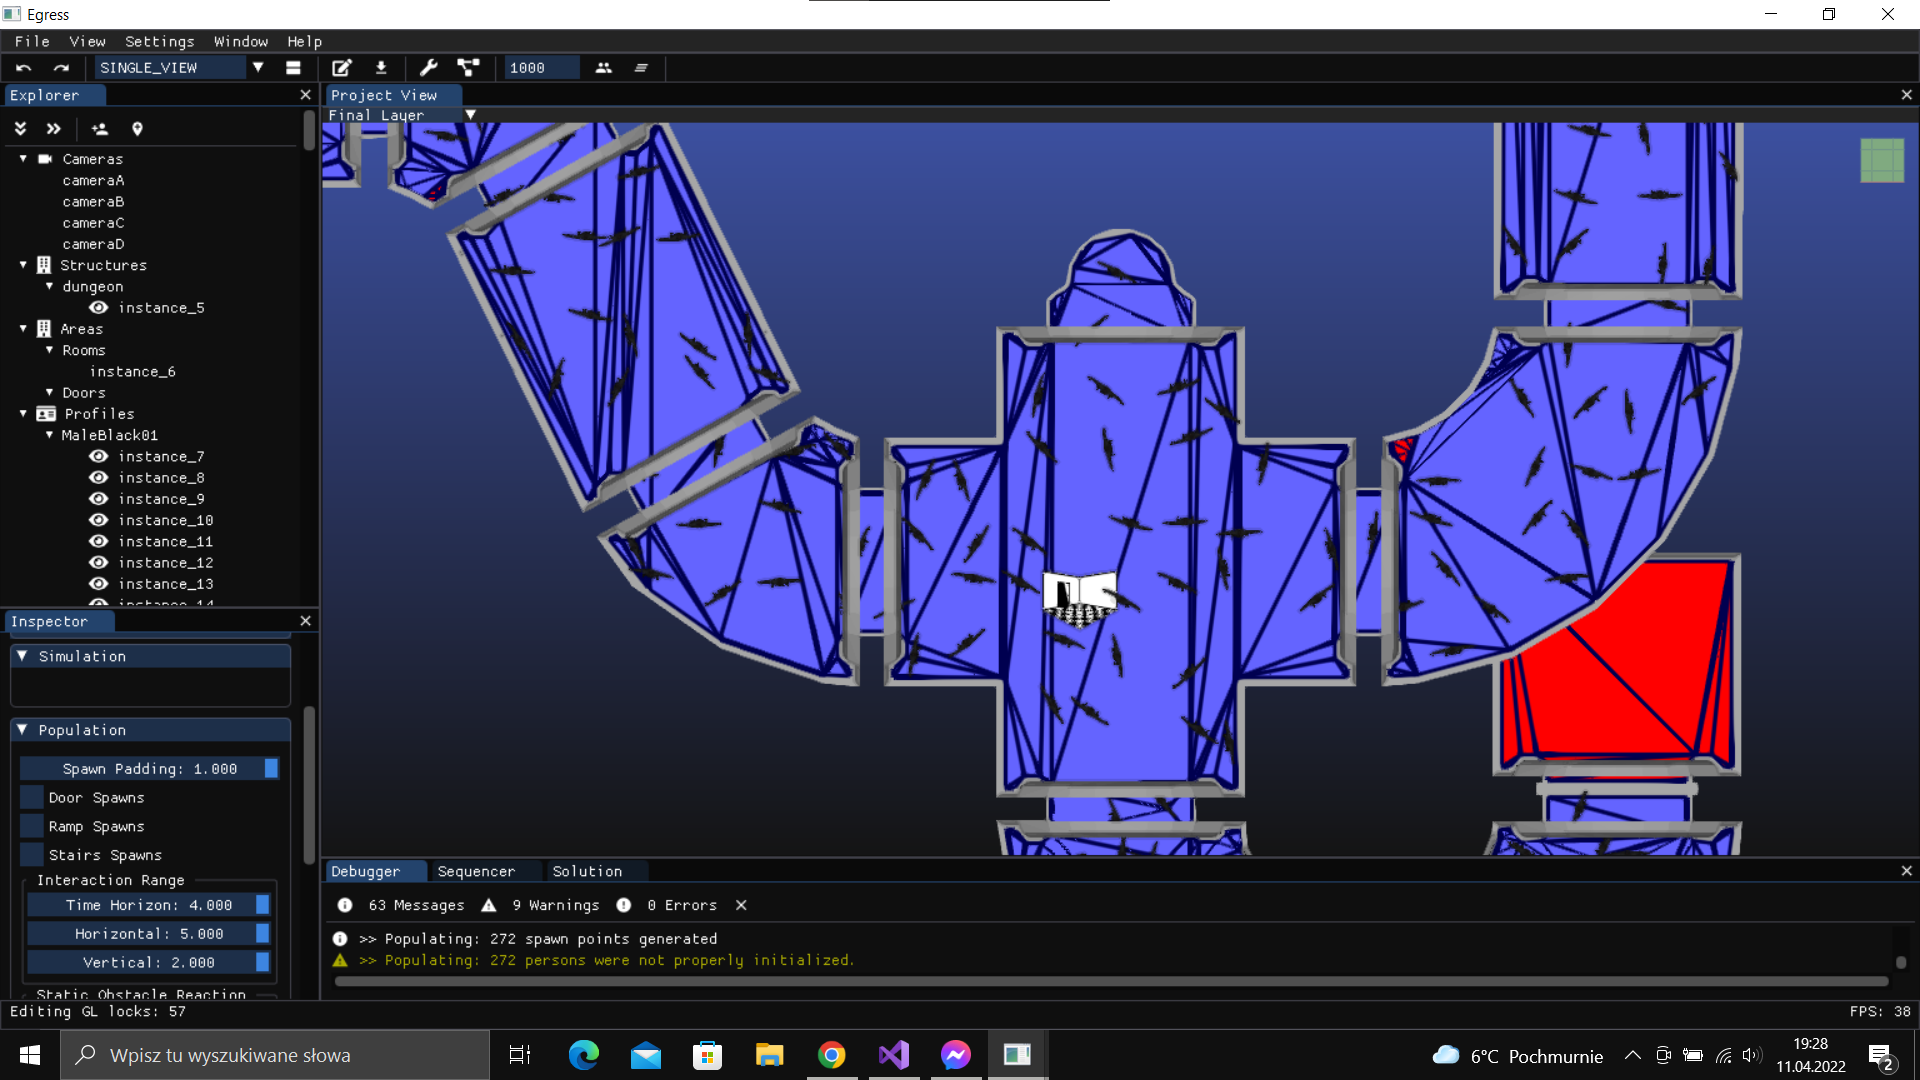 Egress
File View Settings Window Help
SINGLE_VIEW 1000
Explorer
Cameras
cameraA
cameraB
cameraC
cameraD
Structures
dungeon
instance_5
Areas
Rooms
instance_6
Doors
Profiles
MaleBlack01
instance_7
instance_8
instance_9
instance_10
instance_11
instance_12
instance_13
instance_14
Inspector
Simulation
Population
Spawn Padding: 1.000
Door Spawns
Ramp Spawns
Stairs Spawns
Interaction Range
Time Horizon: 4.000
Horizontal: 5.000
Vertical: 2.000
Static Obstacle Reaction
Project View
Final Layer
Debugger Sequencer Solution
63 Messages 9 Warnings 0 Errors
>> Populating: 272 spawn points generated
>> Populating: 272 persons were not properly initialized.
Editing GL locks: 57 FPS: 38
Wpisz tu wyszukiwane słowa
6°C Pochmurnie
19:28
11.04.2022
2